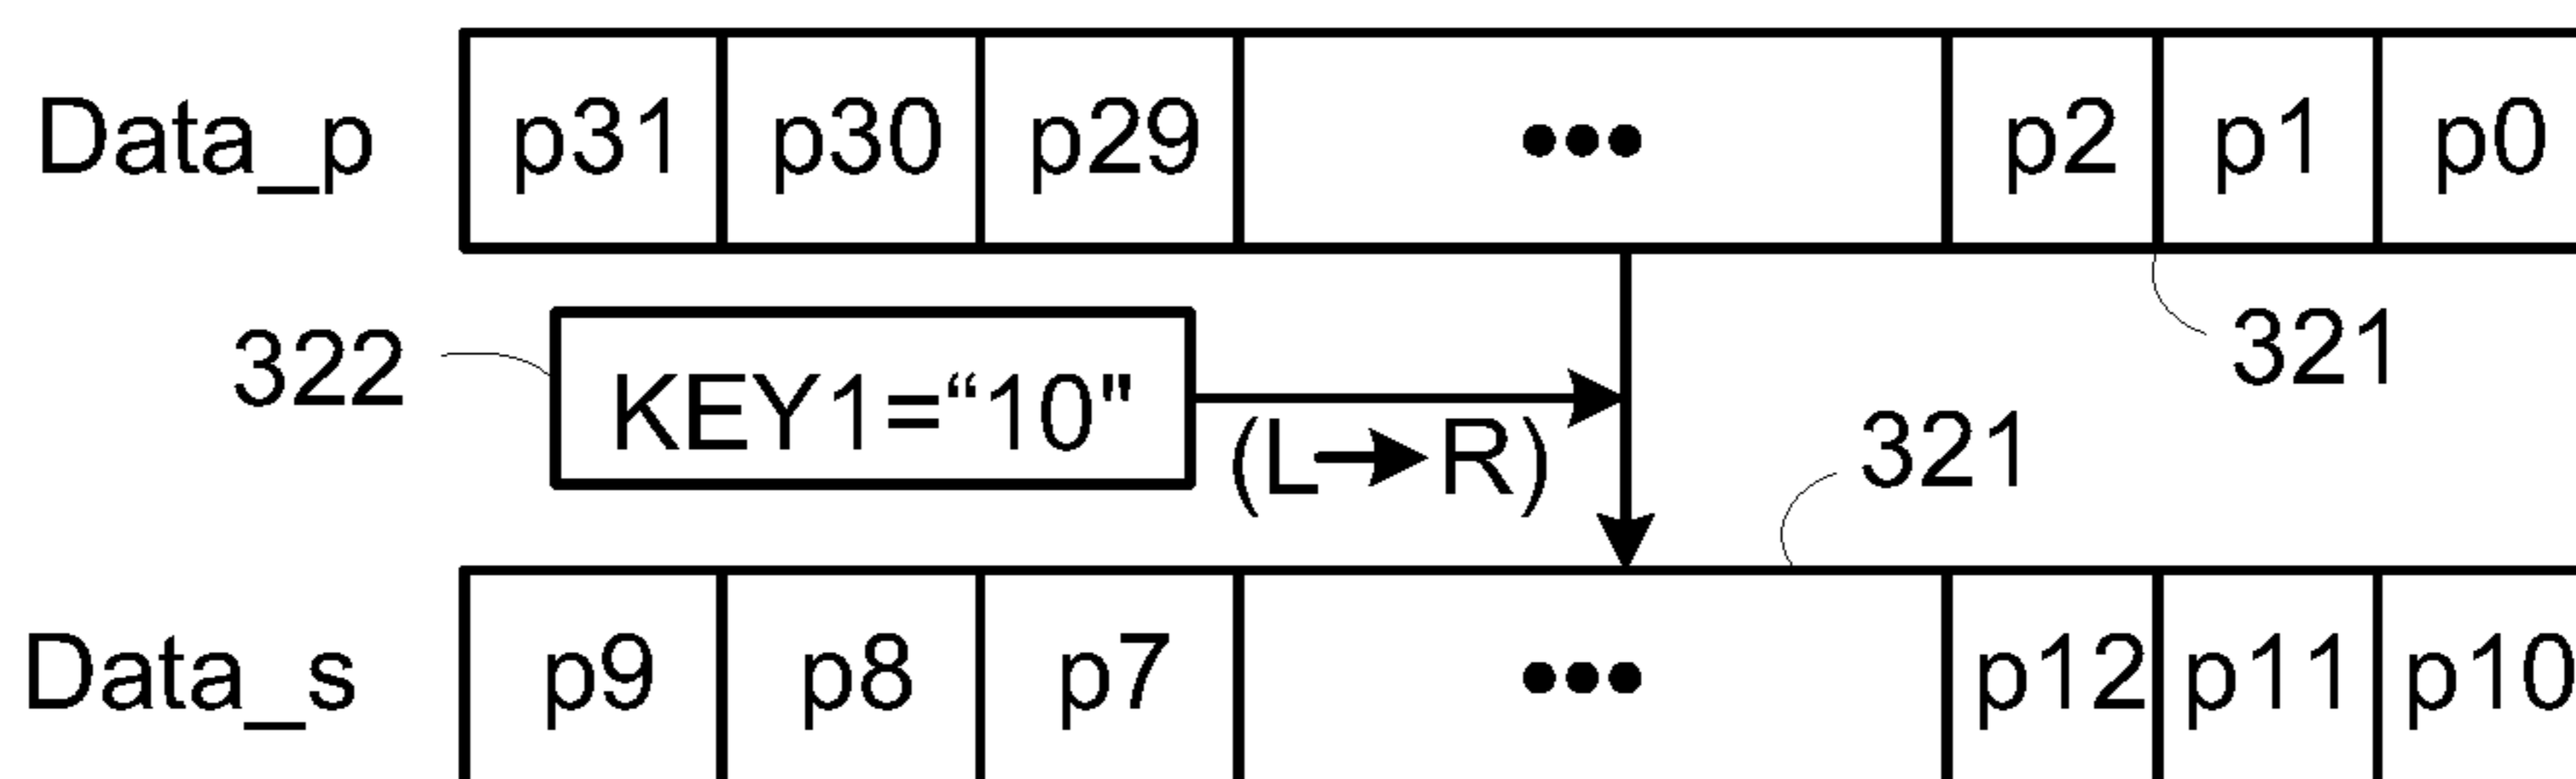 Data_p p31 p30 p29 ••• p2 p1 p0
322 KEY1=“10" (L→R) 321
321
Data_s p9 p8 p7 ••• p12 p11 p10